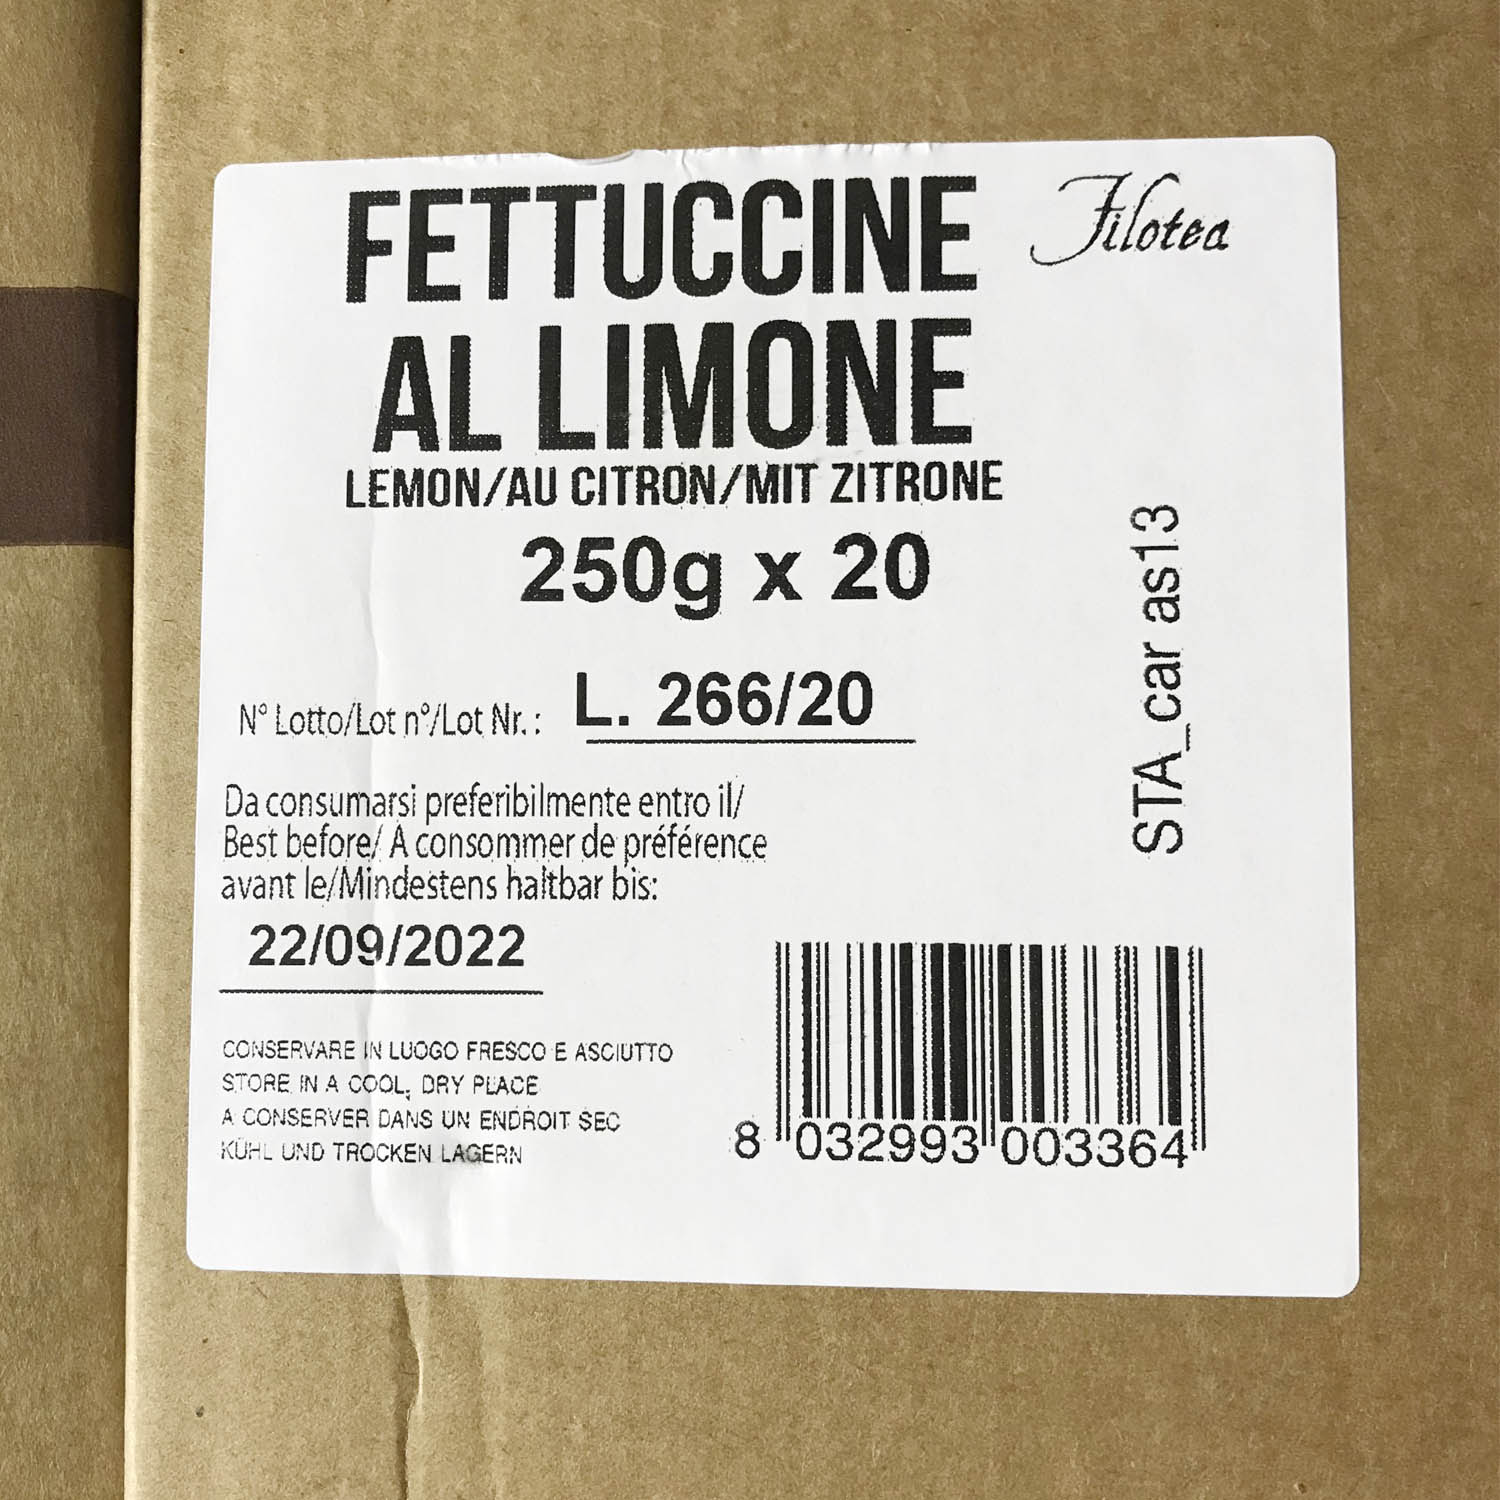 FETTUCCINE
Filotea
AL LIMONE
LEMON/AU CITRON/MIT ZITRONE
250g x 20
STA_car as13
N° Lotto/Lot n°/Lot Nr.: L. 266/20
Da consumarsi preferibilmente entro il/
Best before/ A consommer de préférence
avant le/Mindestens haltbar bis:
22/09/2022
CONSERVARE IN LUOGO FRESCO E ASCIUTTO
STORE IN A COOL, DRY PLACE
A CONSERVER DANS UN ENDROIT SEC
KÜHL UND TROCKEN LAGERN
8 032993 003364